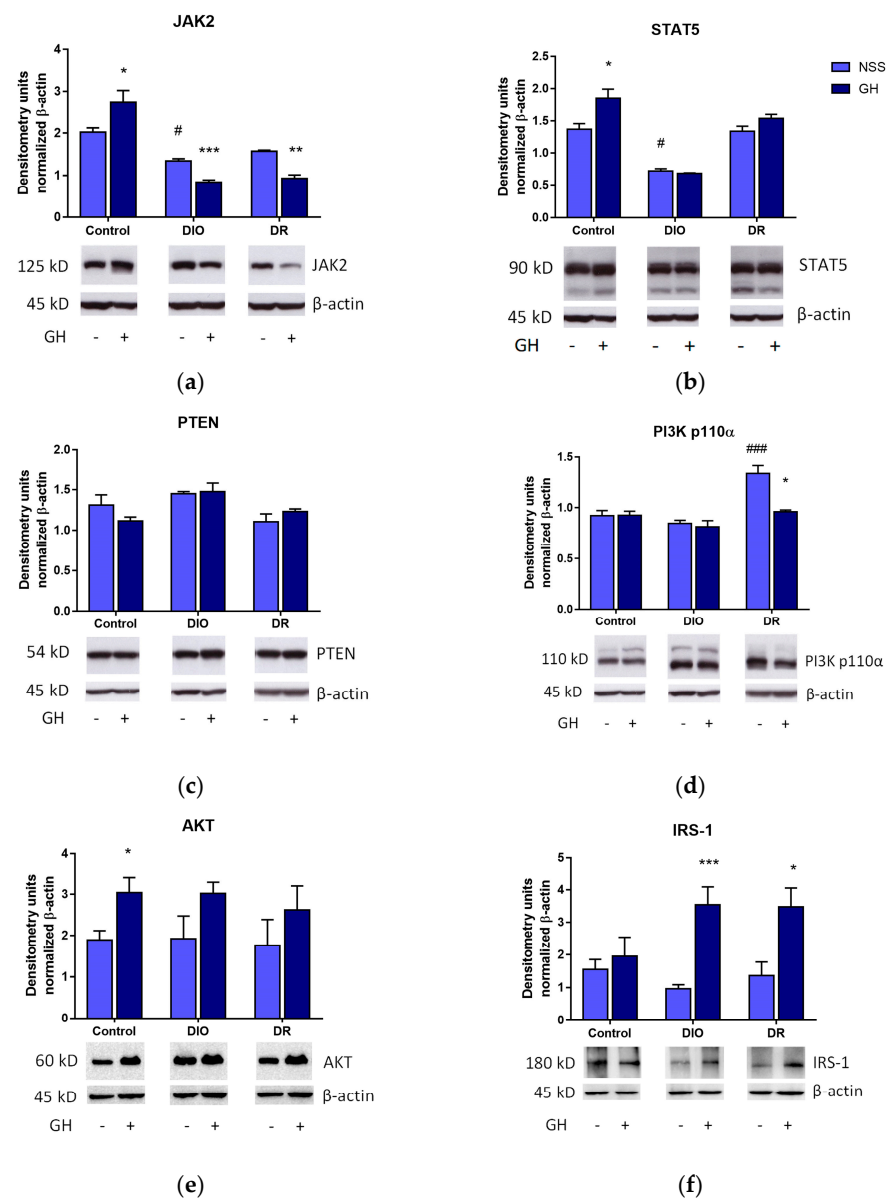 JAK2
Densitometry units
normalized β-actin
4
3
2
1
0
*
#
***
**
Control DIO DR
125 kD JAK2
45 kD β-actin
GH - + - + - +
(a)
STAT5
Densitometry units
normalized β-actin
2.5
2.0
1.5
1.0
0.5
0.0
*
#
Control DIO DR
NSS
GH
90 kD STAT5
45 kD β-actin
GH - + - + - +
(b)
PTEN
Densitometry units
normalized β-actin
2.0
1.5
1.0
0.5
0.0
Control DIO DR
54 kD PTEN
45 kD β-actin
GH - + - + - +
(c)
PI3K p110α
Densitometry units
normalized β-actin
1.5
1.0
0.5
0.0
###
*
Control DIO DR
110 kD PI3K p110α
45 kD β-actin
GH - + - + - +
(d)
AKT
Densitometry units
normalized β-actin
4
3
2
1
0
*
Control DIO DR
60 kD AKT
45 kD β-actin
GH - + - + - +
(e)
IRS-1
Densitometry units
normalized β-actin
5
4
3
2
1
0
***
*
Control DIO DR
180 kD IRS-1
45 kD β-actin
GH - + - + - +
(f)